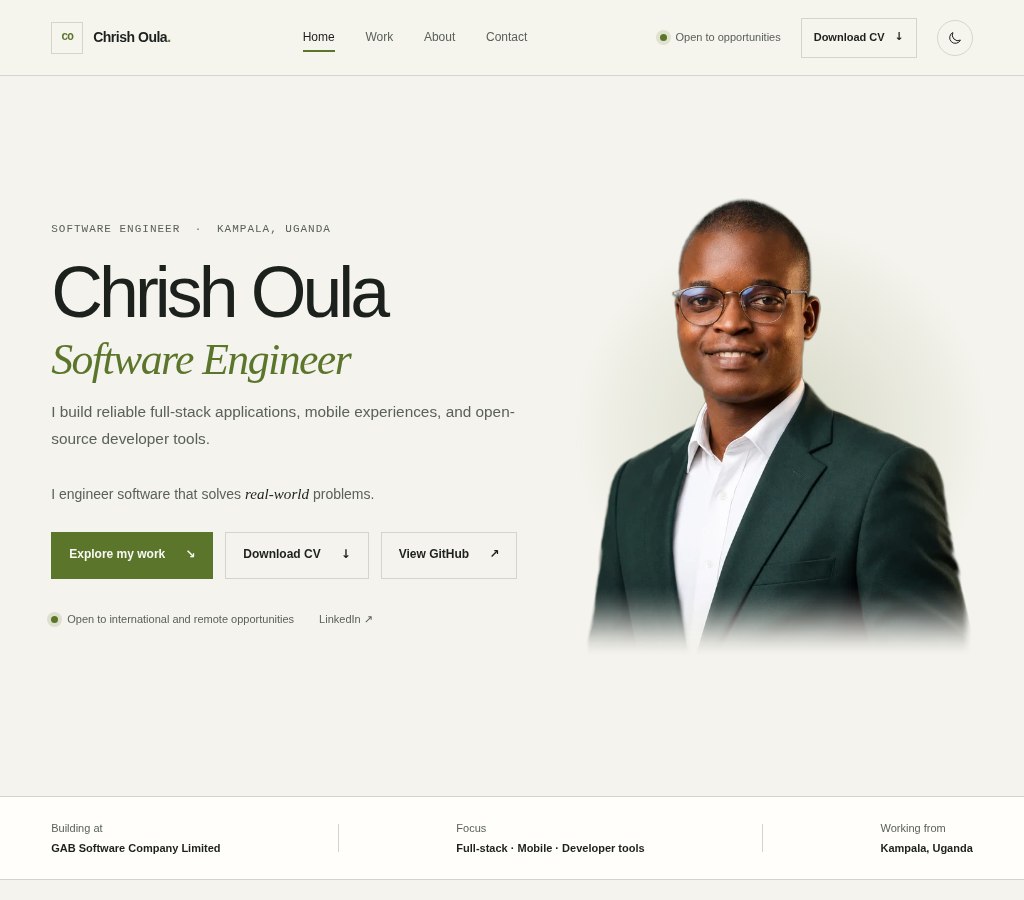 co
Chrish Oula.
Home
Work
About
Contact
Open to opportunities
Download CV ↓
SOFTWARE ENGINEER · KAMPALA, UGANDA
Chrish Oula
Software Engineer
I build reliable full-stack applications, mobile experiences, and open-
source developer tools.
I engineer software that solves real-world problems.
Explore my work ↘
Download CV ↓
View GitHub ↗
Open to international and remote opportunities
LinkedIn ↗
Building at
GAB Software Company Limited
Focus
Full-stack · Mobile · Developer tools
Working from
Kampala, Uganda